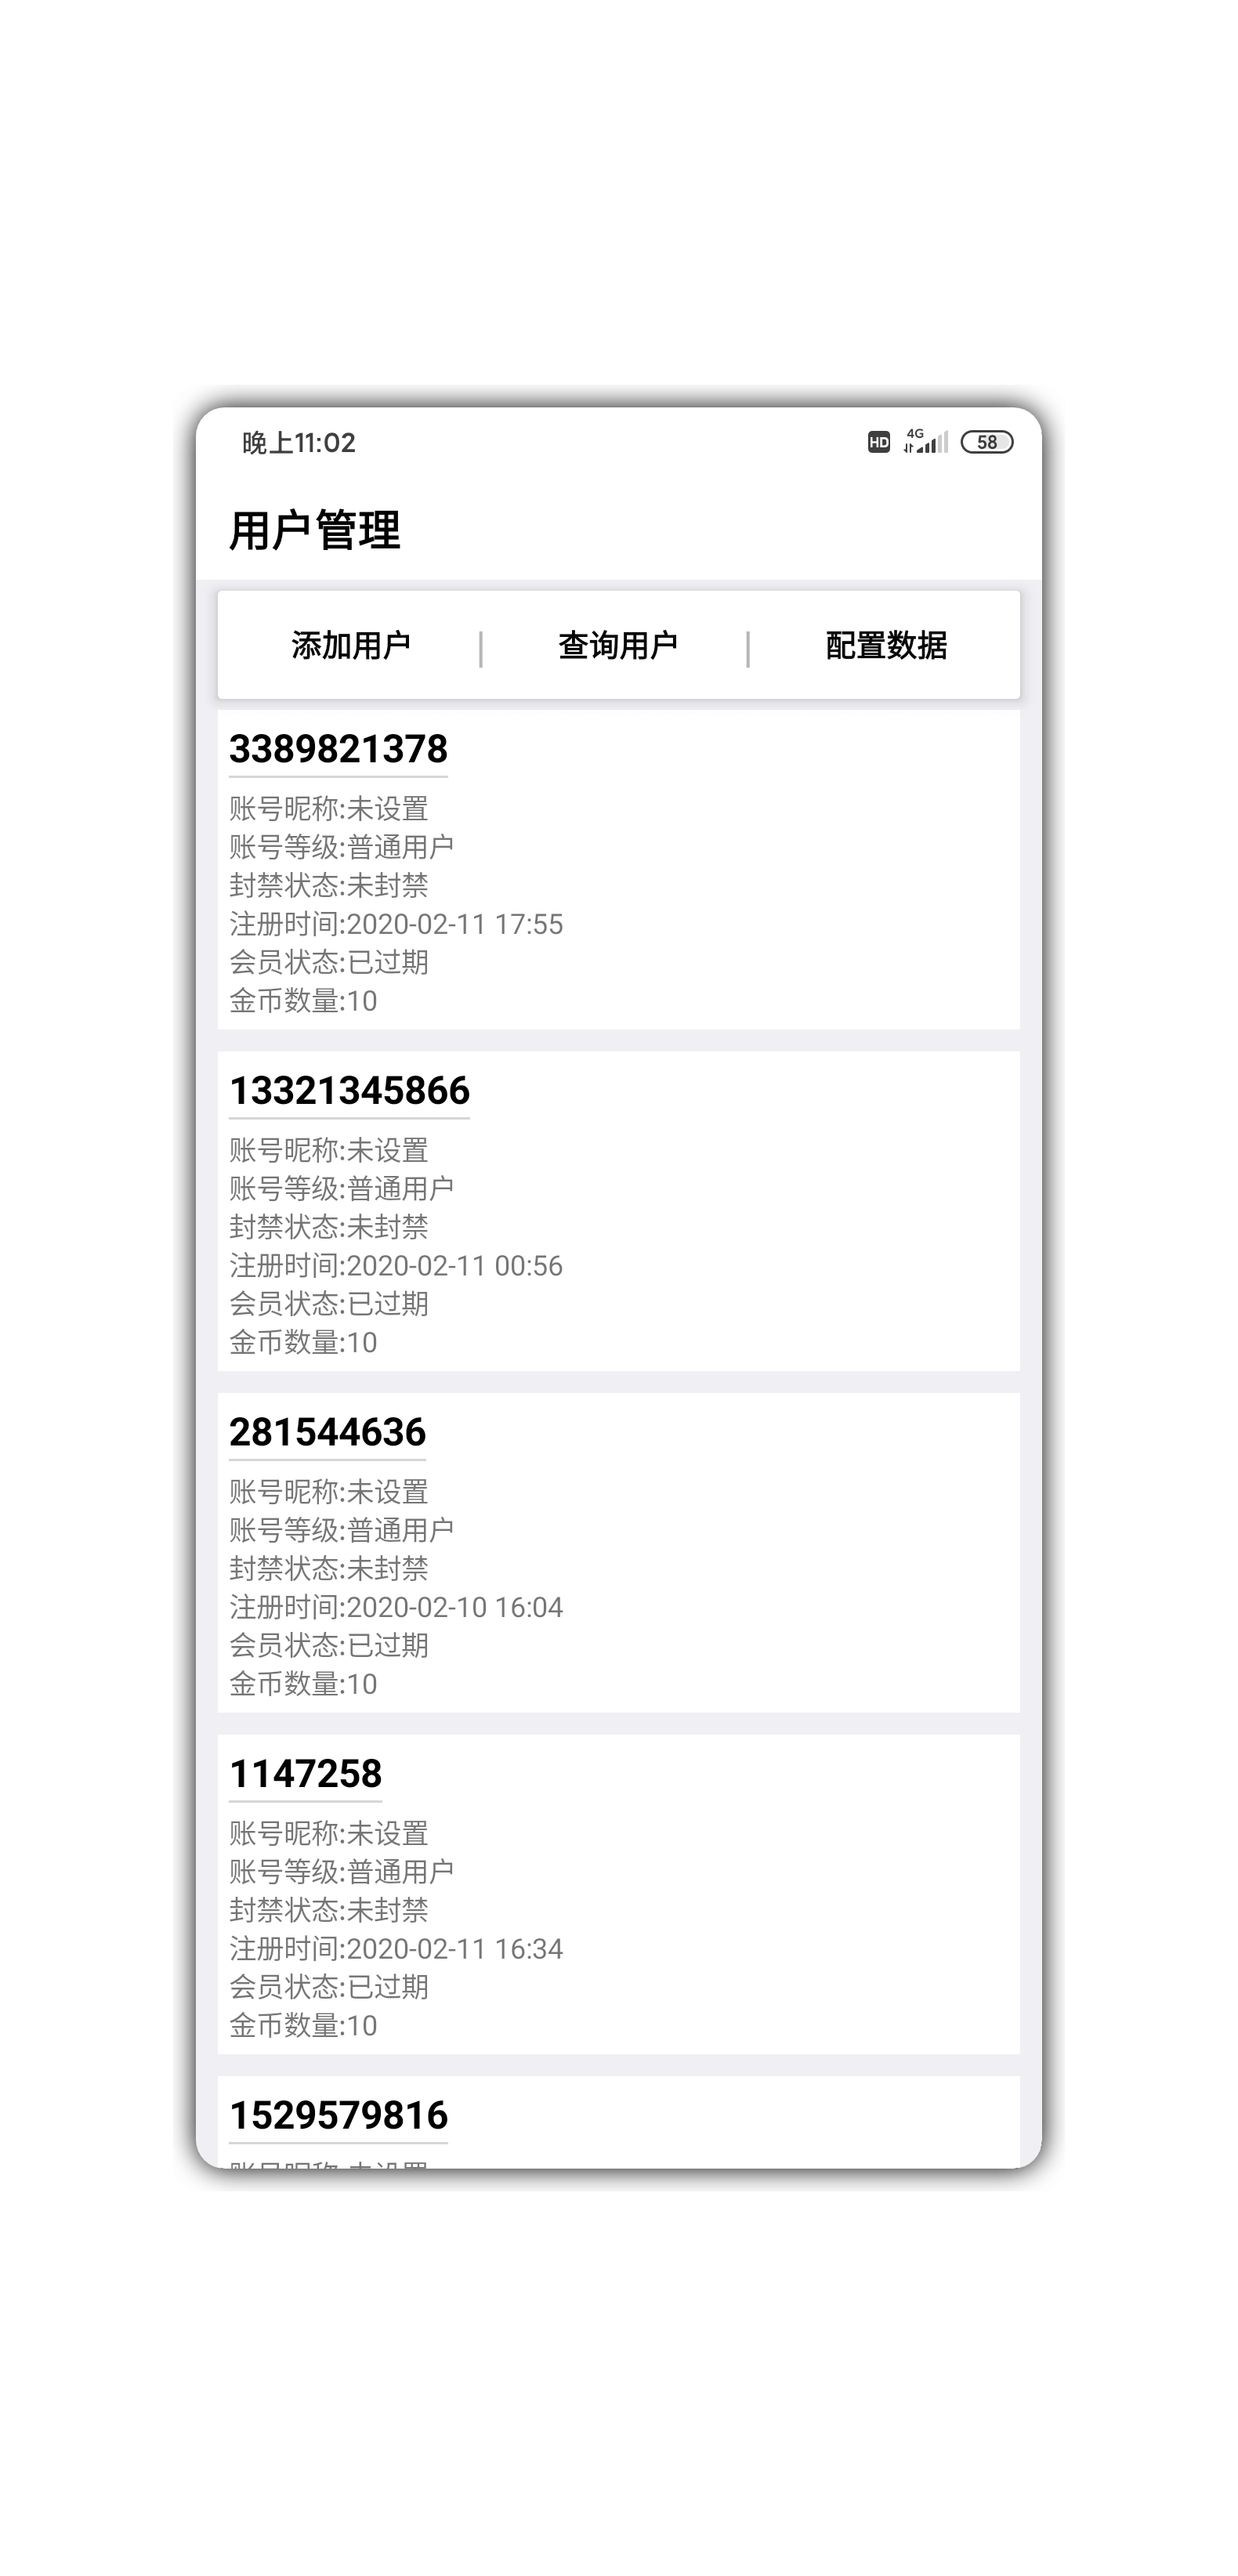 晚上11:02 HD 4G 58
用户管理
添加用户 | 查询用户 | 配置数据
3389821378
账号昵称:未设置
账号等级:普通用户
封禁状态:未封禁
注册时间:2020-02-11 17:55
会员状态:已过期
金币数量:10
13321345866
账号昵称:未设置
账号等级:普通用户
封禁状态:未封禁
注册时间:2020-02-11 00:56
会员状态:已过期
金币数量:10
281544636
账号昵称:未设置
账号等级:普通用户
封禁状态:未封禁
注册时间:2020-02-10 16:04
会员状态:已过期
金币数量:10
1147258
账号昵称:未设置
账号等级:普通用户
封禁状态:未封禁
注册时间:2020-02-11 16:34
会员状态:已过期
金币数量:10
1529579816